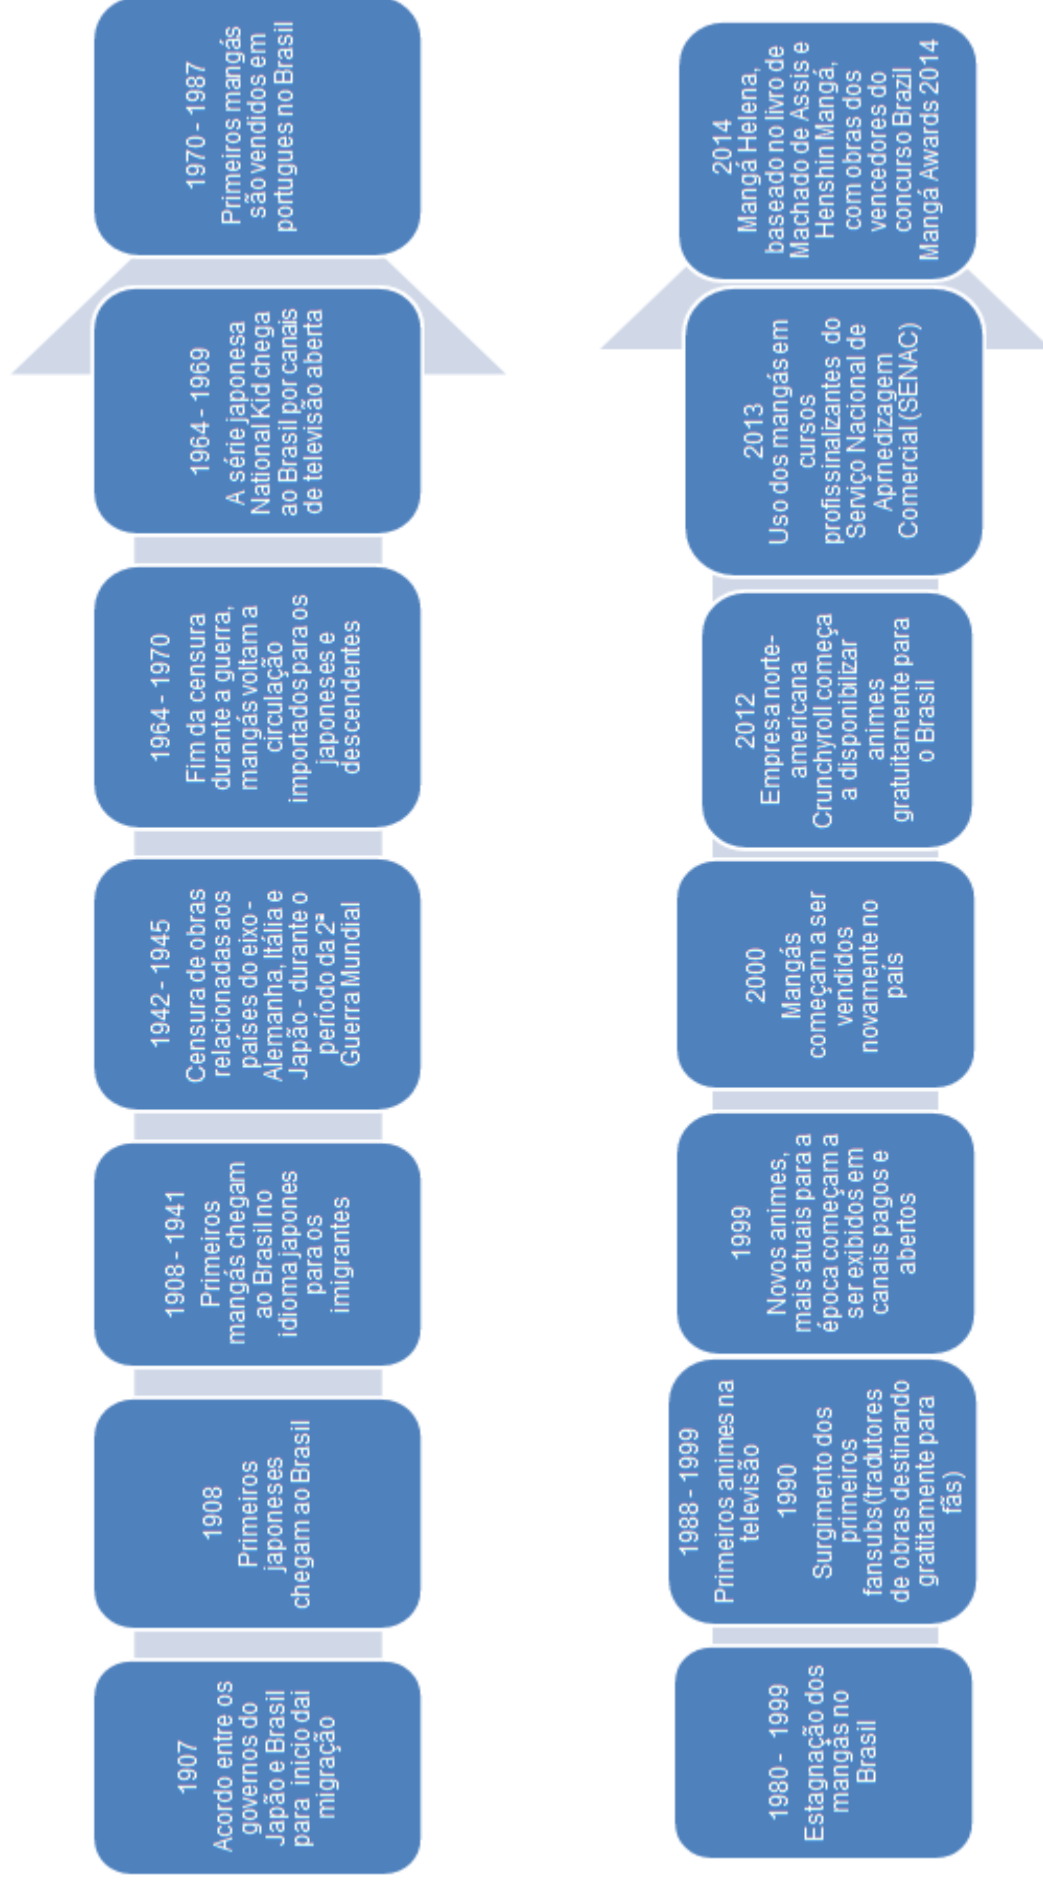 1907
Acordo entre os
governos do
Japão e Brasil
para inicio dai
migração
1908
Primeiros
japoneses
chegam ao Brasil
1908 - 1941
Primeiros
mangás chegam
ao Brasil no
idioma japones
para os
imigrantes
1942 - 1945
Censura de obras
relacionadas aos
países do eixo -
Alemanha, Itália e
Japão - durante o
período da 2ª
Guerra Mundial
1964 - 1970
Fim da censura
durante a guerra,
mangás voltam a
circulação
importados para os
japoneses e
descendentes
1964 - 1969
A série japonesa
National Kid chega
ao Brasil por canais
de televisão aberta
1970 - 1987
Primeiros mangás
são vendidos em
portugues no Brasil
1980 - 1999
Estagnação dos
mangás no
Brasil
1988 - 1999
Primeiros animes na
televisão
1990
Surgimento dos
primeiros
fansubs (tradutores
de obras destinando
gratitamente para
fãs)
1999
Novos animes,
mais atuais para a
época começam a
ser exibidos em
canais pagos e
abertos
2000
Mangás
começam a ser
vendidos
novamente no
país
2012
Empresa norte-
americana
Crunchyroll começa
a disponibilizar
animes
gratuitamente para
o Brasil
2013
Uso dos mangás em
cursos
profissinalizantes do
Serviço Nacional de
Aprnedizagem
Comercial (SENAC)
2014
Mangá Helena,
baseado no livro de
Machado de Assis e
Henshin Mangá,
com obras dos
vencedores do
concurso Brazil
Mangá Awards 2014